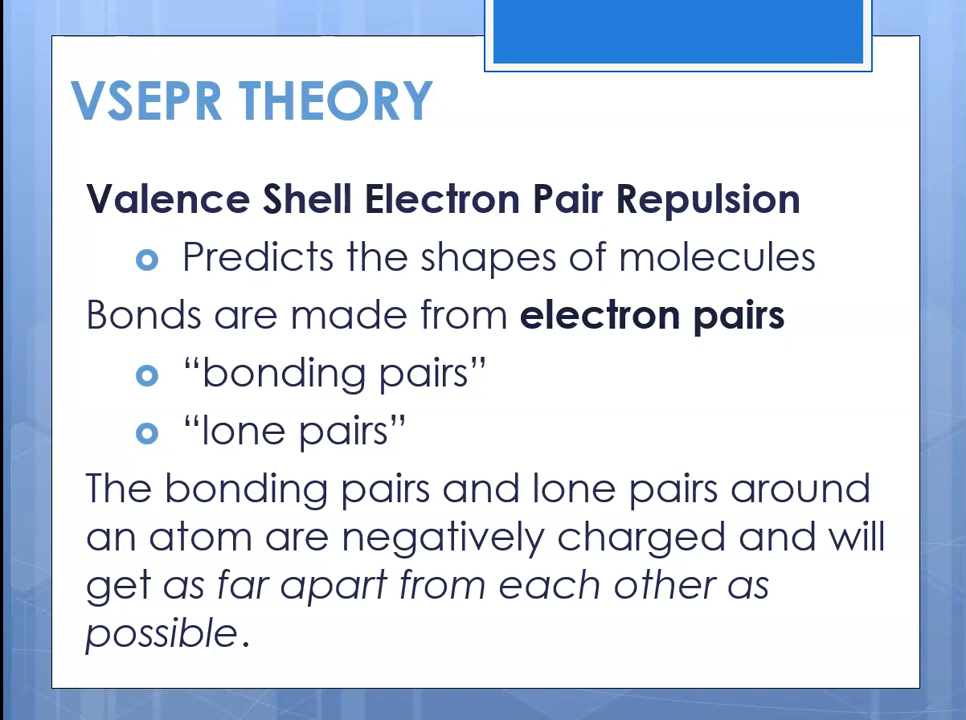 VSEPR THEORY
Valence Shell Electron Pair Repulsion
Predicts the shapes of molecules
Bonds are made from electron pairs
“bonding pairs”
“lone pairs”
The bonding pairs and lone pairs around
an atom are negatively charged and will
get as far apart from each other as
possible.